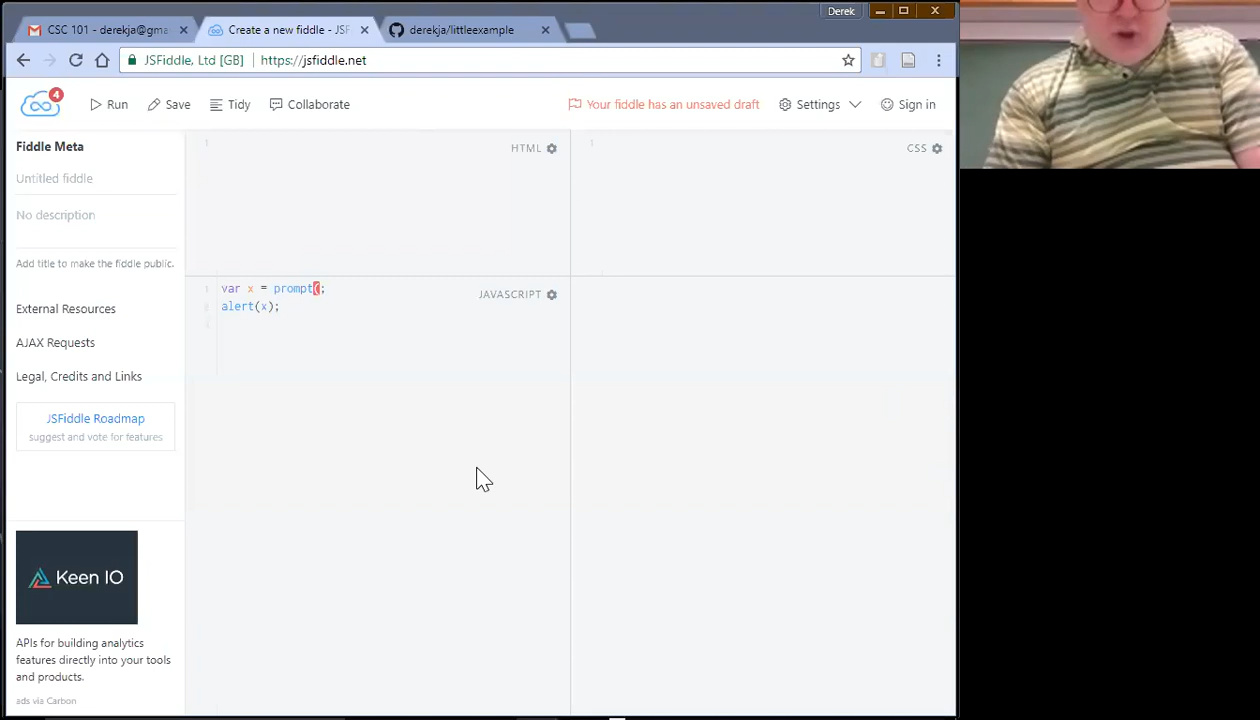 Derek
CSC 101 - derekja@gma
Create a new fiddle - JSF
derekja/littleexample
JSFiddle, Ltd [GB]
https://jsfiddle.net
4
Run
Save
Tidy
Collaborate
Your fiddle has an unsaved draft
Settings
Sign in
Fiddle Meta
Untitled fiddle
No description
Add title to make the fiddle public.
External Resources
AJAX Requests
Legal, Credits and Links
JSFiddle Roadmap
suggest and vote for features
Keen IO
APIs for building analytics
features directly into your tools
and products.
ads via Carbon
1
HTML
1
CSS
JAVASCRIPT
1 var x = prompt(;
alert(x);